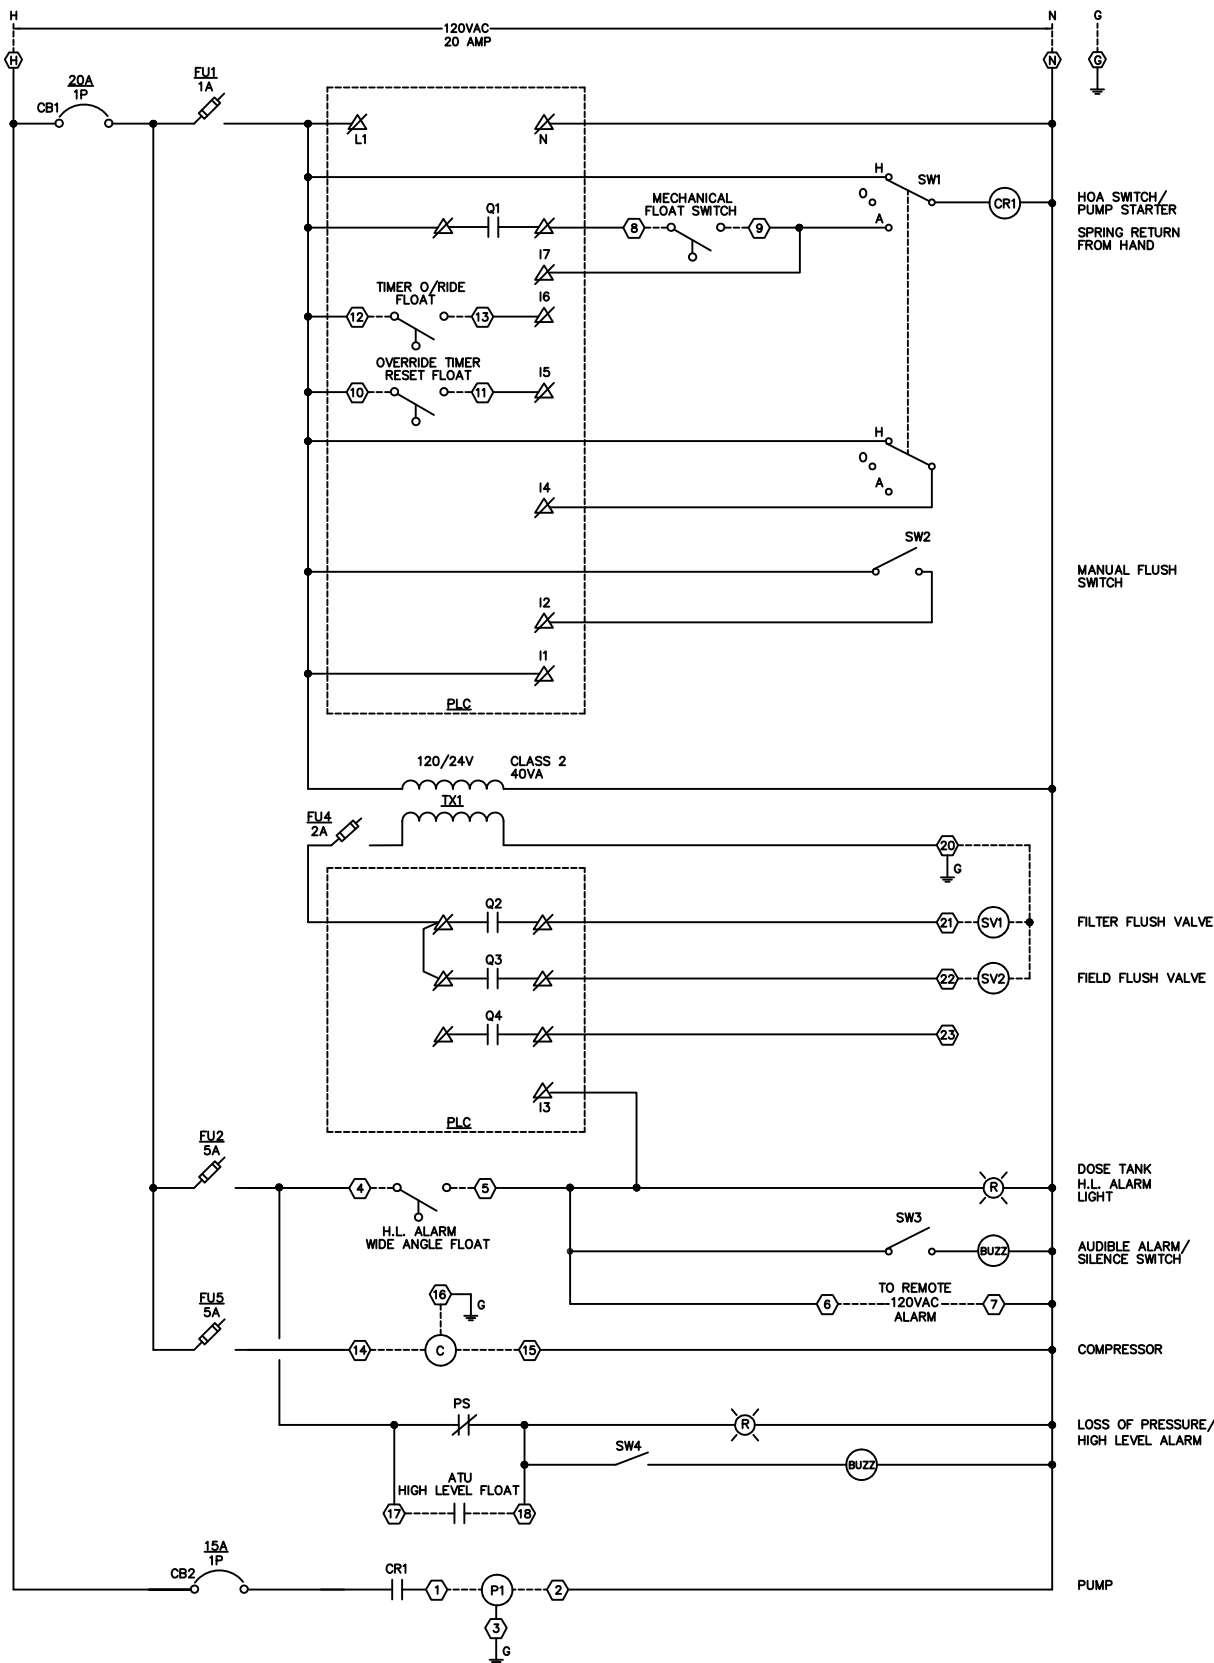 H
N
G
120VAC
20 AMP
H
N
G
20A
1P
CB1
FU1
1A
L1
N
H
SW1
O
A
CR1
HOA SWITCH/
PUMP STARTER
SPRING RETURN
FROM HAND
Q1
MECHANICAL
FLOAT SWITCH
8
9
I7
TIMER O/RIDE
FLOAT
12
13
I6
OVERRIDE TIMER
RESET FLOAT
10
11
I5
H
O
A
I4
SW2
MANUAL FLUSH
SWITCH
I2
I1
PLC
120/24V
CLASS 2
40VA
TX1
FU4
2A
20
G
Q2
21
SV1
FILTER FLUSH VALVE
Q3
22
SV2
FIELD FLUSH VALVE
Q4
23
I3
PLC
FU2
5A
4
5
H.L. ALARM
WIDE ANGLE FLOAT
R
DOSE TANK
H.L. ALARM
LIGHT
SW3
BUZZ
AUDIBLE ALARM/
SILENCE SWITCH
6
TO REMOTE
120VAC
ALARM
7
FU5
5A
16
G
14
C
15
COMPRESSOR
PS
R
LOSS OF PRESSURE/
HIGH LEVEL ALARM
SW4
BUZZ
ATU
HIGH LEVEL FLOAT
17
18
15A
1P
CB2
CR1
1
P1
2
PUMP
3
G